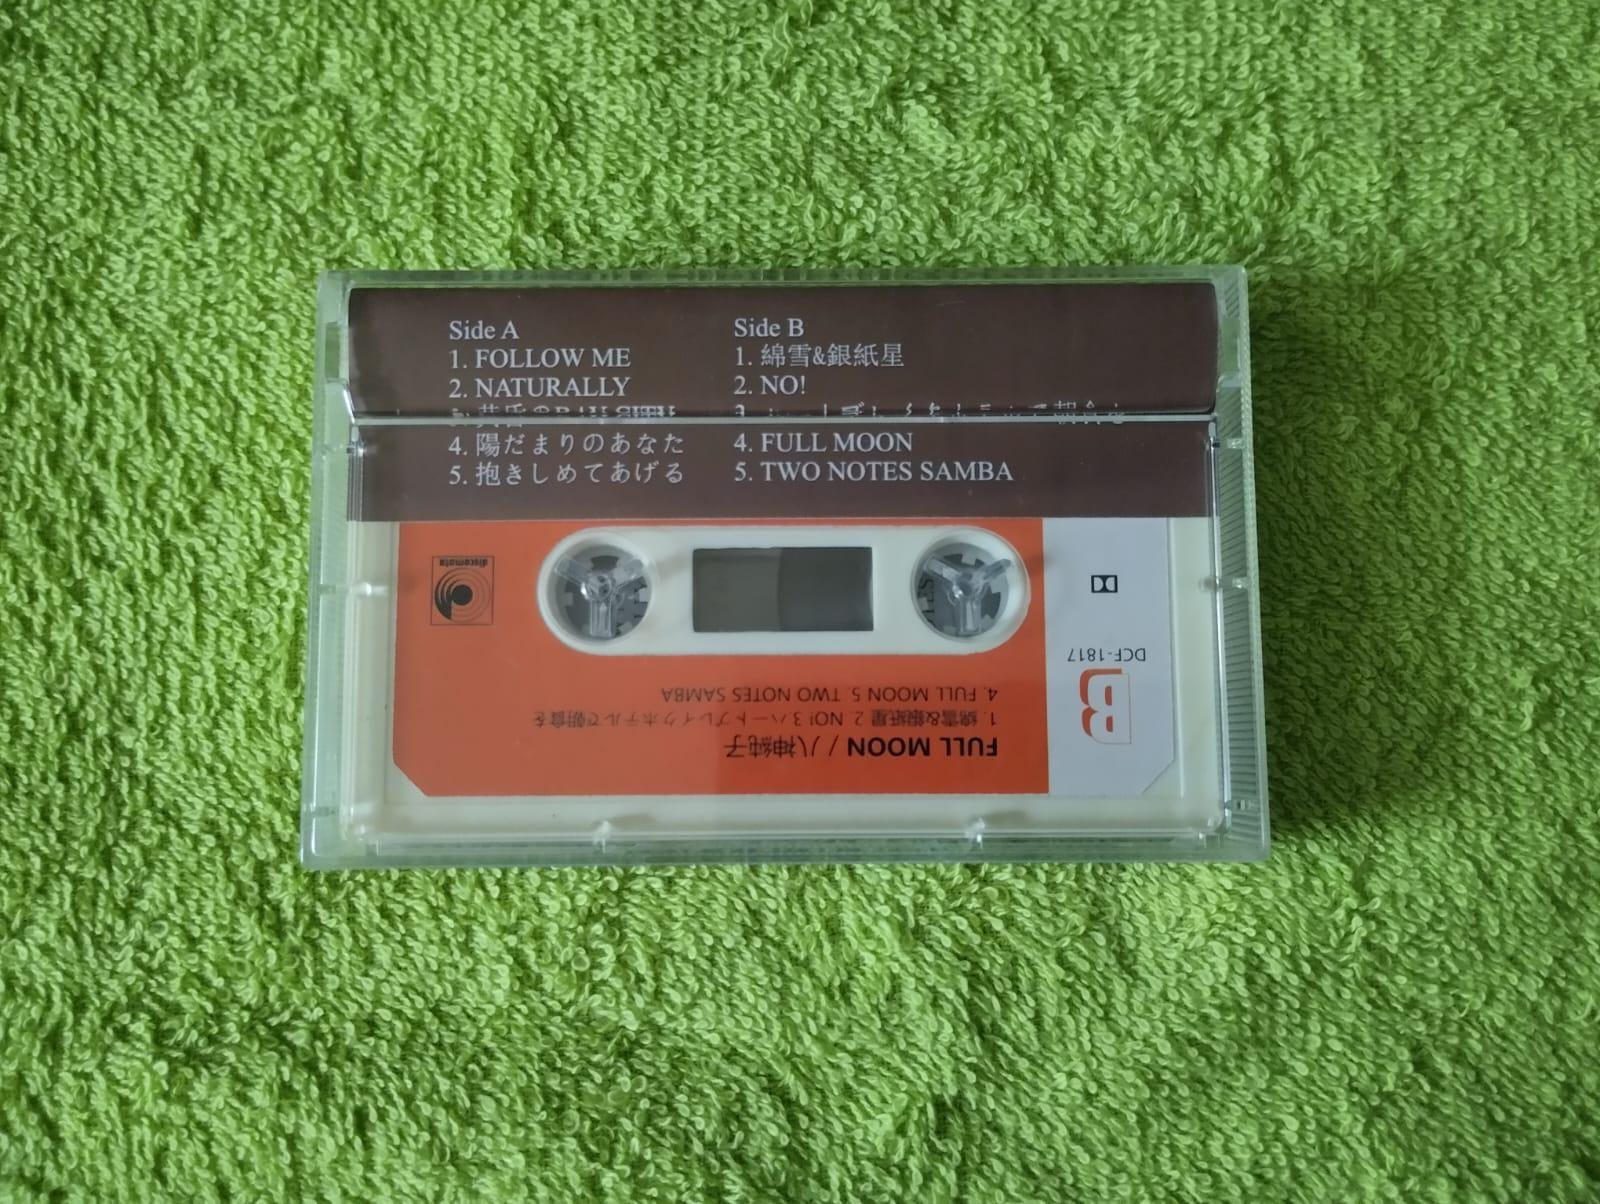 Side A
1. FOLLOW ME
2. NATURALLY
4. 陽だまりのあなた
5. 抱きしめてあげる
Side B
1. 綿雪&銀紙星
2. NO!
4. FULL MOON
5. TWO NOTES SAMBA
discomate
DCF-1817
B
FULL MOON / 八神純子
1. 綿雪&銀紙星 2. NO! 3 ハートブレイクホテルで朝食を
4. FULL MOON 5. TWO NOTES SAMBA